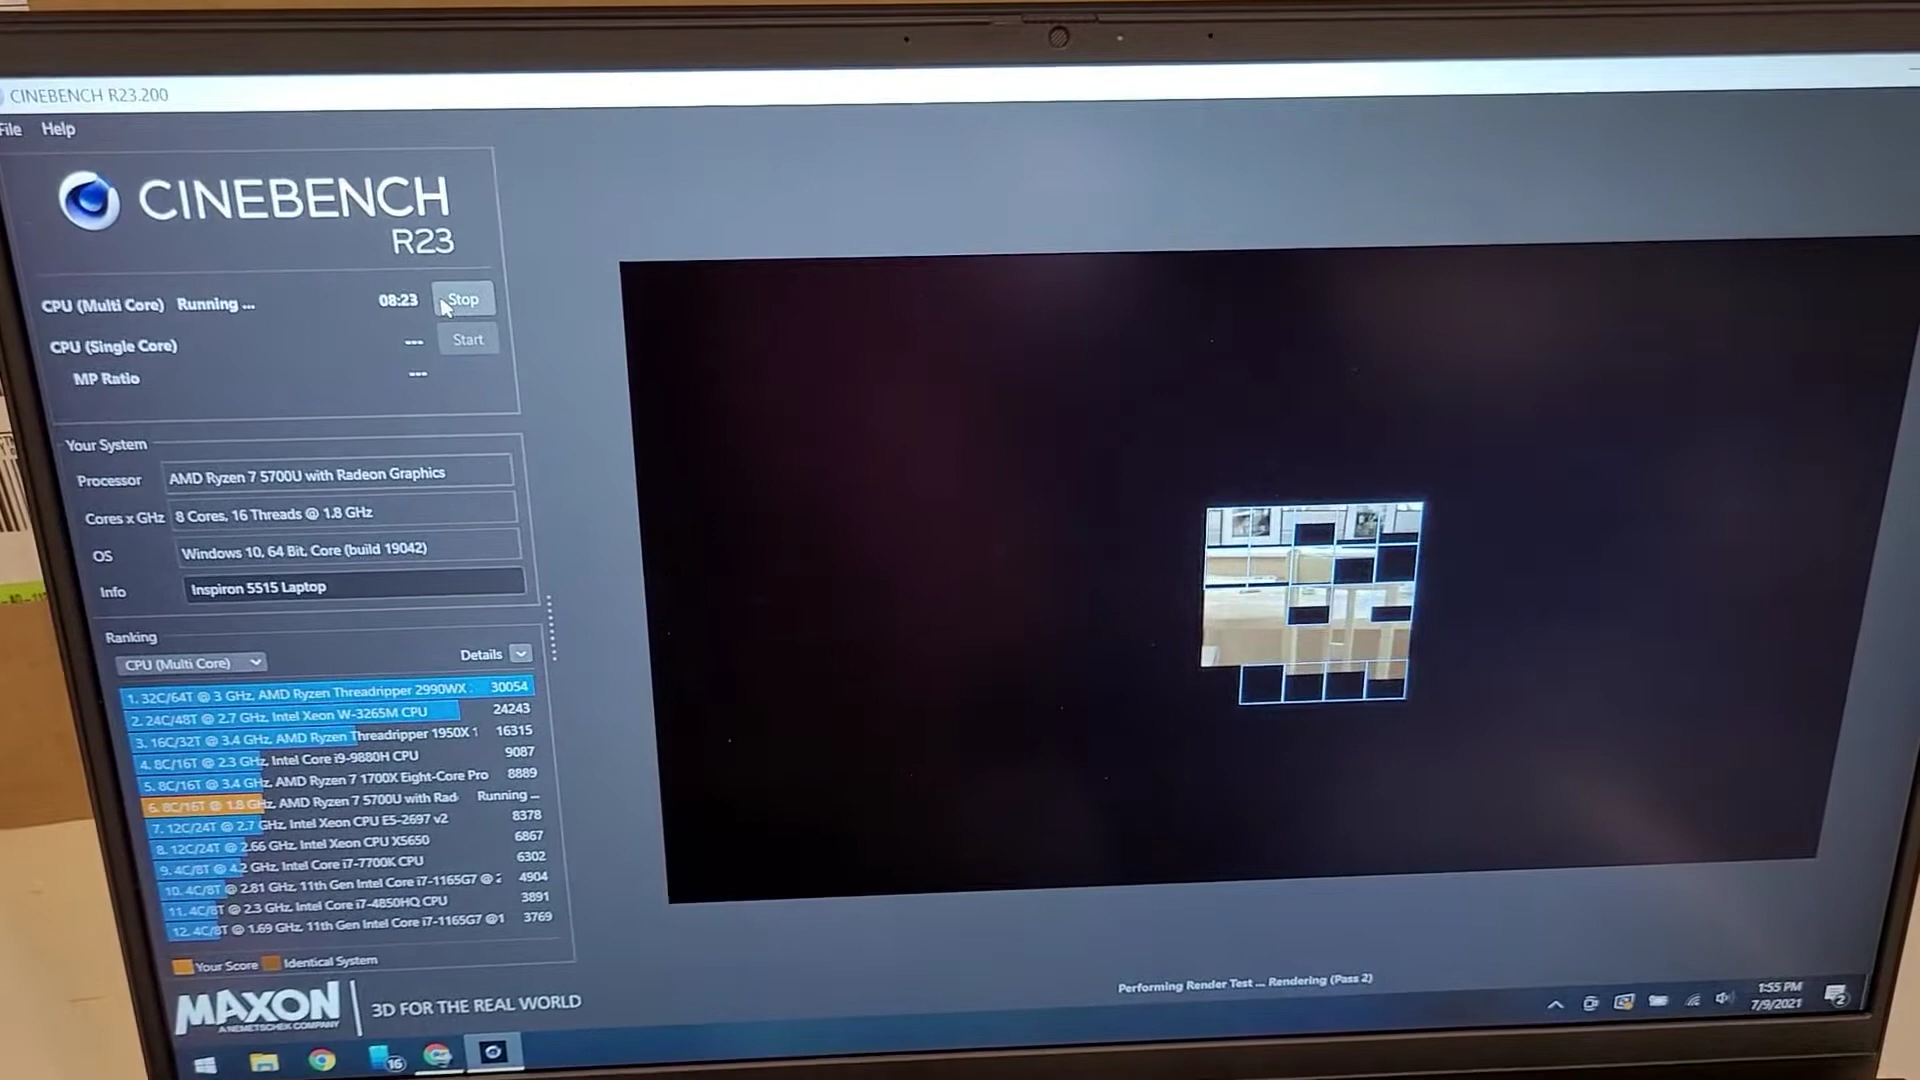 CINEBENCH R23.200
File Help
CINEBENCH
R23
CPU (Multi Core) Running ... 08:23 Stop
CPU (Single Core) --- Start
MP Ratio ---
Your System
Processor AMD Ryzen 7 5700U with Radeon Graphics
Cores x GHz 8 Cores, 16 Threads @ 1.8 GHz
OS Windows 10, 64 Bit, Core (build 19042)
Info Inspiron 5515 Laptop
Ranking
CPU (Multi Core) Details
1. 32C/64T @ 3 GHz, AMD Ryzen Threadripper 2990WX 30054
2. 24C/48T @ 2.7 GHz, Intel Xeon W-3265M CPU 24243
3. 16C/32T @ 3.4 GHz, AMD Ryzen Threadripper 1950X 1 16315
4. 8C/16T @ 2.3 GHz, Intel Core i9-9880H CPU 9087
5. 8C/16T @ 3.4 GHz, AMD Ryzen 7 1700X Eight-Core Pro 8889
6. 8C/16T @ 1.8 GHz, AMD Ryzen 7 5700U with Rad Running ...
7. 12C/24T @ 2.7 GHz, Intel Xeon CPU E5-2697 v2 8378
8. 12C/24T @ 2.66 GHz, Intel Xeon CPU X5650 6867
9. 4C/8T @ 4.2 GHz, Intel Core i7-7700K CPU 6302
10. 4C/8T @ 2.81 GHz, 11th Gen Intel Core i7-1165G7 @ 2 4904
11. 4C/8T @ 2.3 GHz, Intel Core i7-4850HQ CPU 3891
12. 4C/8T @ 1.69 GHz, 11th Gen Intel Core i7-1165G7 @1 3769
Your Score Identical System
MAXON 3D FOR THE REAL WORLD
A NEMETSCHEK COMPANY
Performing Render Test ... Rendering (Pass 2)
16
1:55 PM
7/9/2021
2